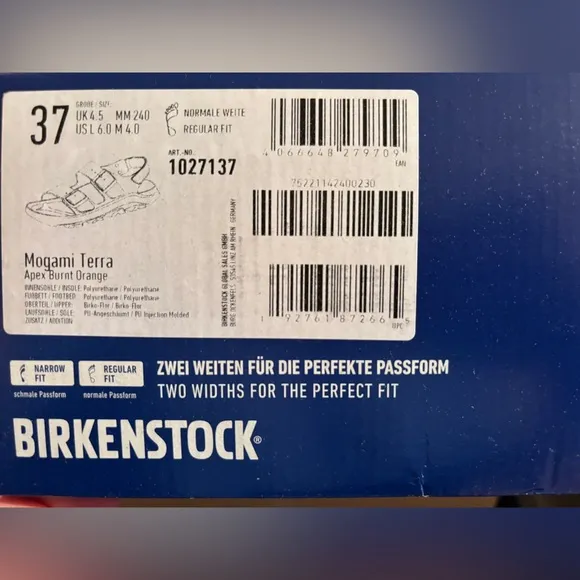 37
GRÖßE / SIZE
UK 4.5 MM 240
US L 6.0 M 4.0
NORMALE WEITE
REGULAR FIT
ART.-NO.
1027137
4 066648 279709
EAN
75221142400230
1 92761 87266 5
UPC
BIRKENSTOCK GLOBAL SALES GMBH
GERMANY
Mogami Terra
Apex Burnt Orange
INNENSOHLE / INSOLE: Polyurethane / Polyurethane
FUSSBETT / FOOTBED: Polyurethane / Polyurethane
OBERTEIL / UPPER: Birko-Flor / Birko-Flor
LAUFSOHLE / SOLE: PU-Angeschäumt / PU Injection Molded
ZUSATZ / ADDITION:
NARROW FIT
schmale Passform
REGULAR FIT
normale Passform
ZWEI WEITEN FÜR DIE PERFEKTE PASSFORM
TWO WIDTHS FOR THE PERFECT FIT
BIRKENSTOCK®